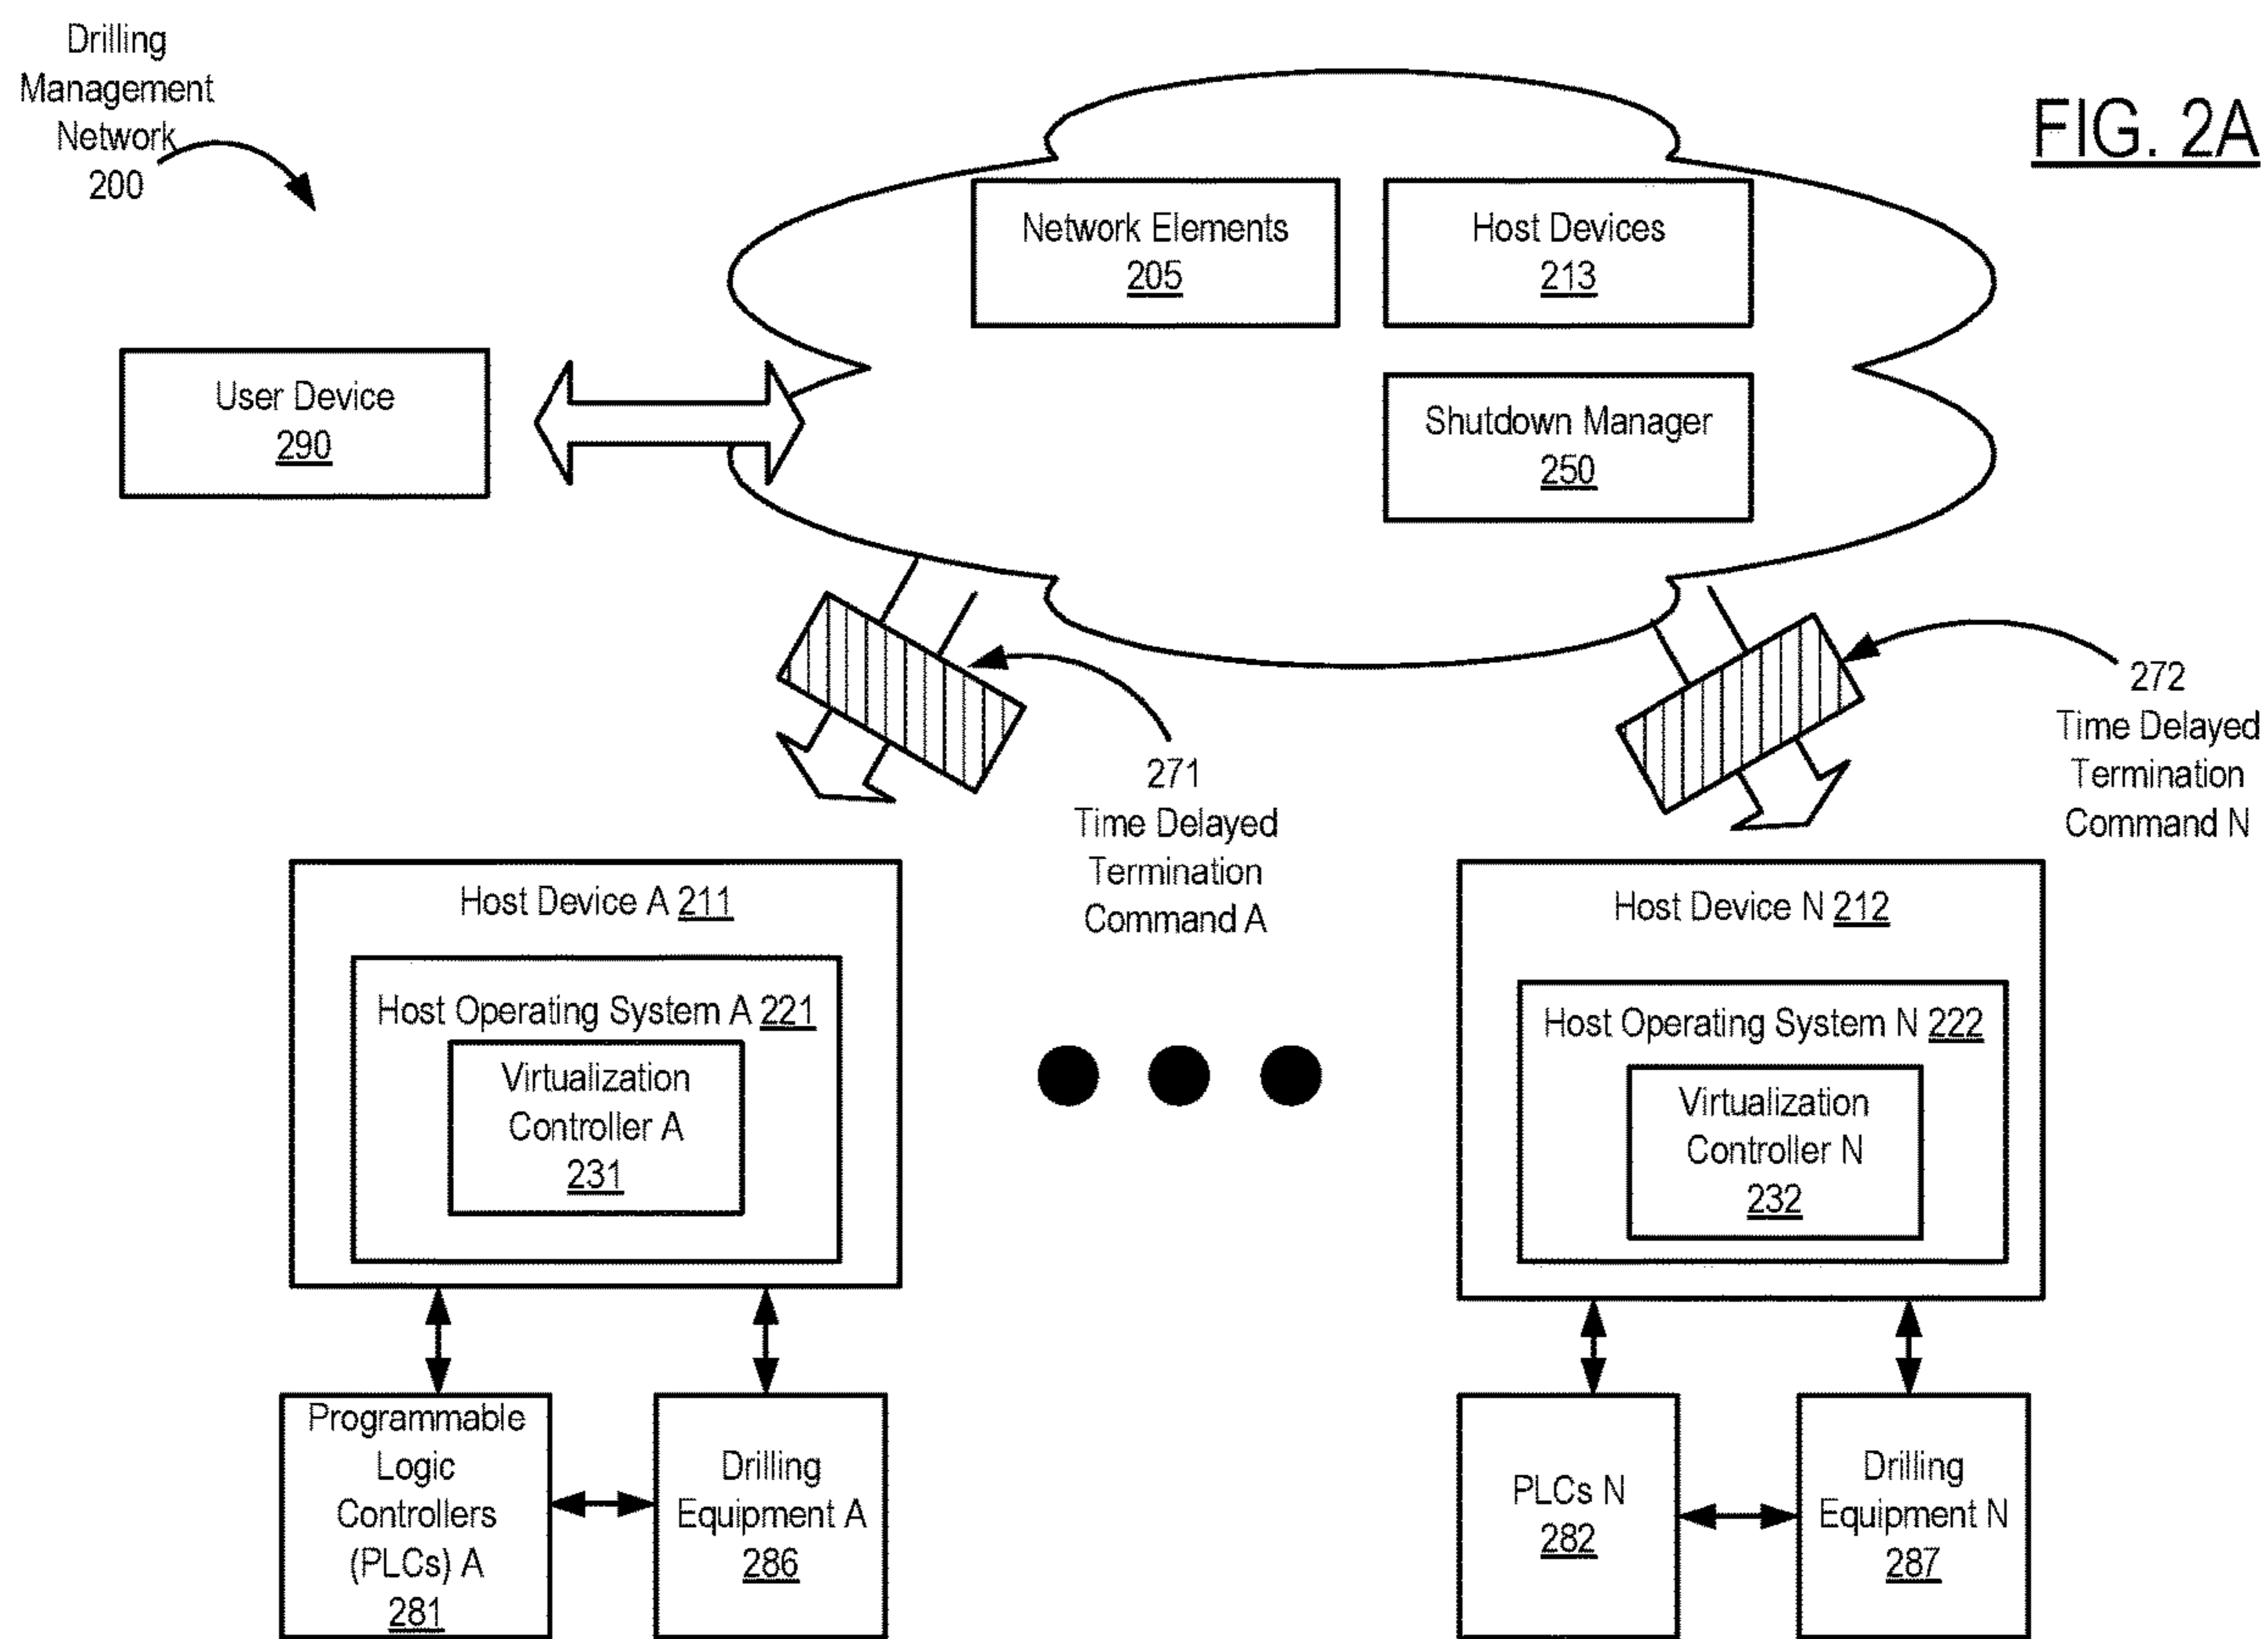 Drilling
Management
Network
200
FIG. 2A
Network Elements
205
Host Devices
213
User Device
290
Shutdown Manager
250
271
Time Delayed
Termination
Command A
272
Time Delayed
Termination
Command N
Host Device A 211
Host Operating System A 221
Virtualization
Controller A
231
Host Device N 212
Host Operating System N 222
Virtualization
Controller N
232
Programmable
Logic
Controllers
(PLCs) A
281
Drilling
Equipment A
286
PLCs N
282
Drilling
Equipment N
287